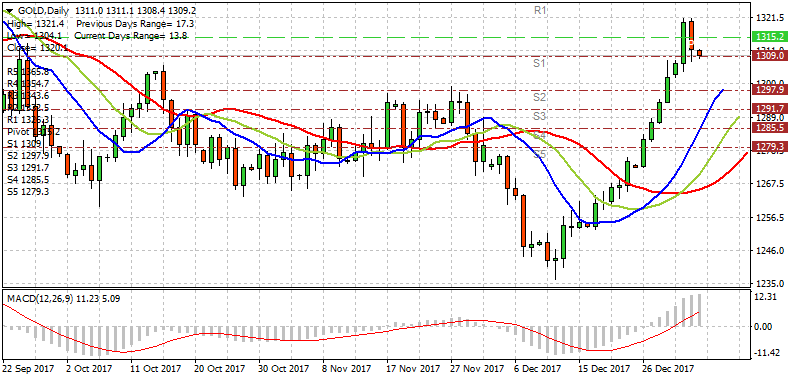 GOLD,Daily 1311.0 1311.1 1308.4 1309.2
High= 1321.4 Previous Days Range= 17.3
Low= 1304.1 Current Days Range= 13.8
Close= 1320.1
R5 1365.8
R4 1354.7
R3 1343.6
R1 1326.3
Pivot
S1 1309
S2 1297.9
S3 1291.7
S4 1285.5
S5 1279.3
R1
S1
S2
S3
S5
1321.5
1315.2
1309.0
1297.9
1291.7
1289.0
1285.5
1279.3
1267.5
1256.5
1246.0
1235.0
MACD(12,26,9) 11.23 5.09
12.31
0.00
-11.42
22 Sep 2017
2 Oct 2017
11 Oct 2017
20 Oct 2017
30 Oct 2017
8 Nov 2017
17 Nov 2017
27 Nov 2017
6 Dec 2017
15 Dec 2017
26 Dec 2017